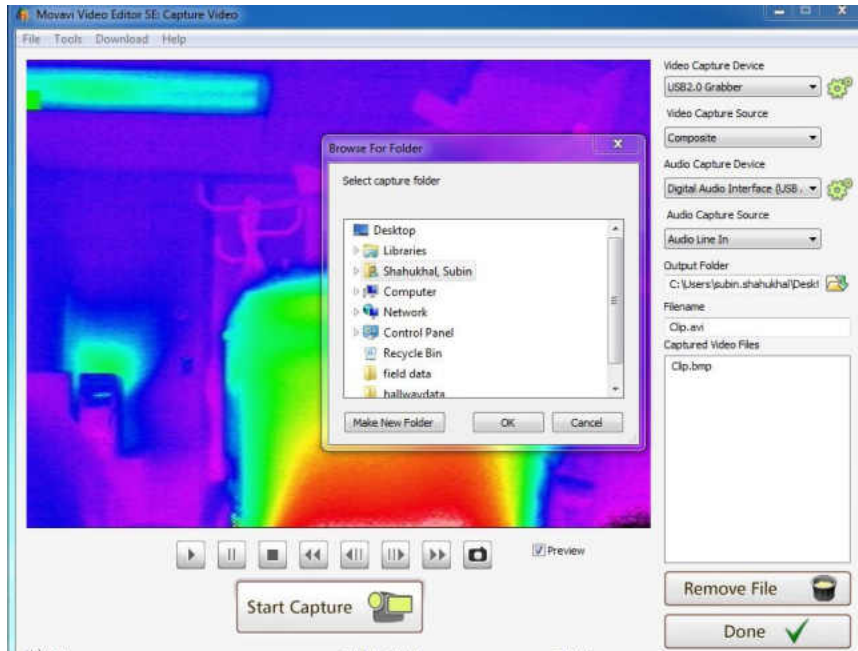 Movavi Video Editor SE: Capture Video
File Tools Download Help
Video Capture Device
USB2.0 Grabber
Video Capture Source
Composite
Audio Capture Device
Digital Audio Interface (USB
Audio Capture Source
Audio Line In
Output Folder
C:\Users\subin.shahukhal\Deskt
Filename
Clip.avi
Captured Video Files
Clip.bmp
Browse For Folder
Select capture folder
Desktop
Libraries
Shahukhal, Subin
Computer
Network
Control Panel
Recycle Bin
field data
hallwaydata
Make New Folder OK Cancel
Preview
Start Capture
Remove File
Done